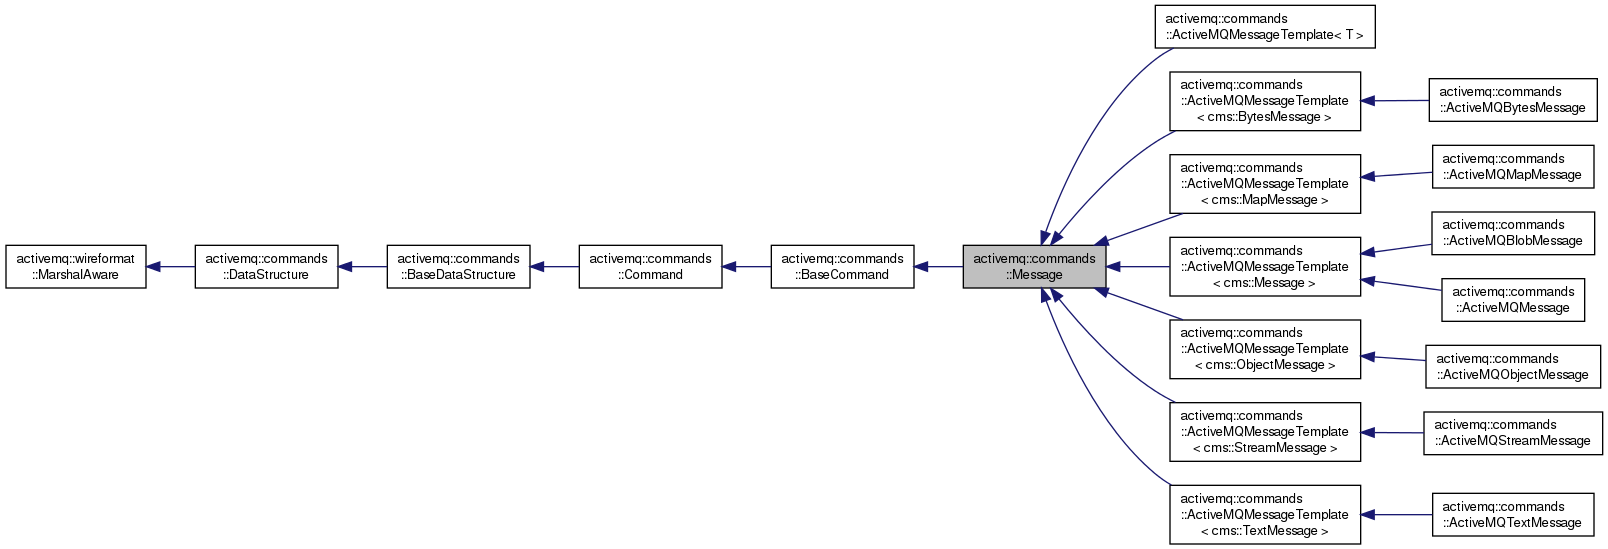 activemq::wireformat
::MarshalAware
activemq::commands
::DataStructure
activemq::commands
::BaseDataStructure
activemq::commands
::Command
activemq::commands
::BaseCommand
activemq::commands
::Message
activemq::commands
::ActiveMQMessageTemplate< T >
activemq::commands
::ActiveMQMessageTemplate
< cms::BytesMessage >
activemq::commands
::ActiveMQBytesMessage
activemq::commands
::ActiveMQMessageTemplate
< cms::MapMessage >
activemq::commands
::ActiveMQMapMessage
activemq::commands
::ActiveMQMessageTemplate
< cms::Message >
activemq::commands
::ActiveMQBlobMessage
activemq::commands
::ActiveMQMessage
activemq::commands
::ActiveMQMessageTemplate
< cms::ObjectMessage >
activemq::commands
::ActiveMQObjectMessage
activemq::commands
::ActiveMQMessageTemplate
< cms::StreamMessage >
activemq::commands
::ActiveMQStreamMessage
activemq::commands
::ActiveMQMessageTemplate
< cms::TextMessage >
activemq::commands
::ActiveMQTextMessage